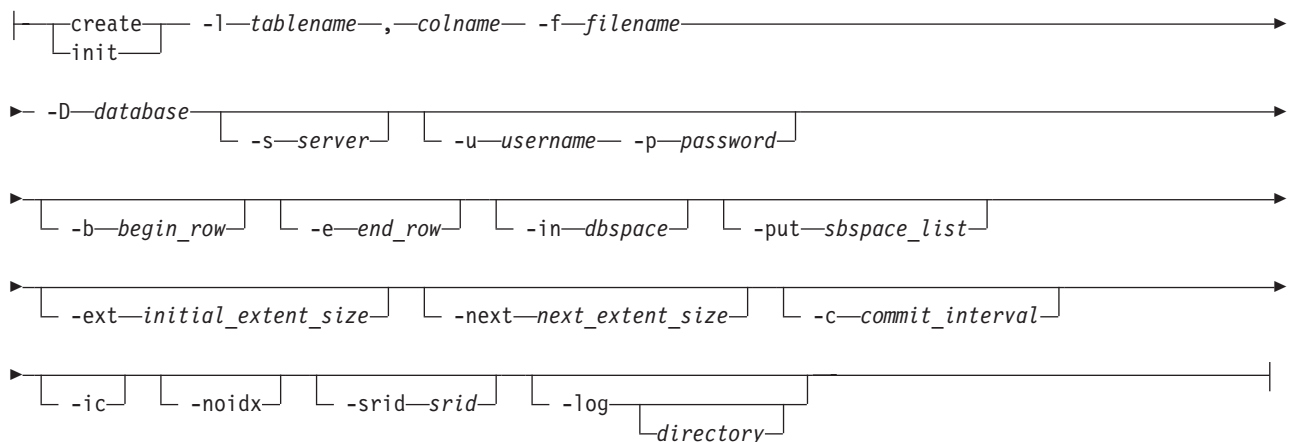 create -l tablename , colname -f filename
init
-D database
-s server -u username -p password
-b begin_row -e end_row -in dbspace -put sbspace_list
-ext initial_extent_size -next next_extent_size -c commit_interval
-ic -noidx -srid srid -log
directory